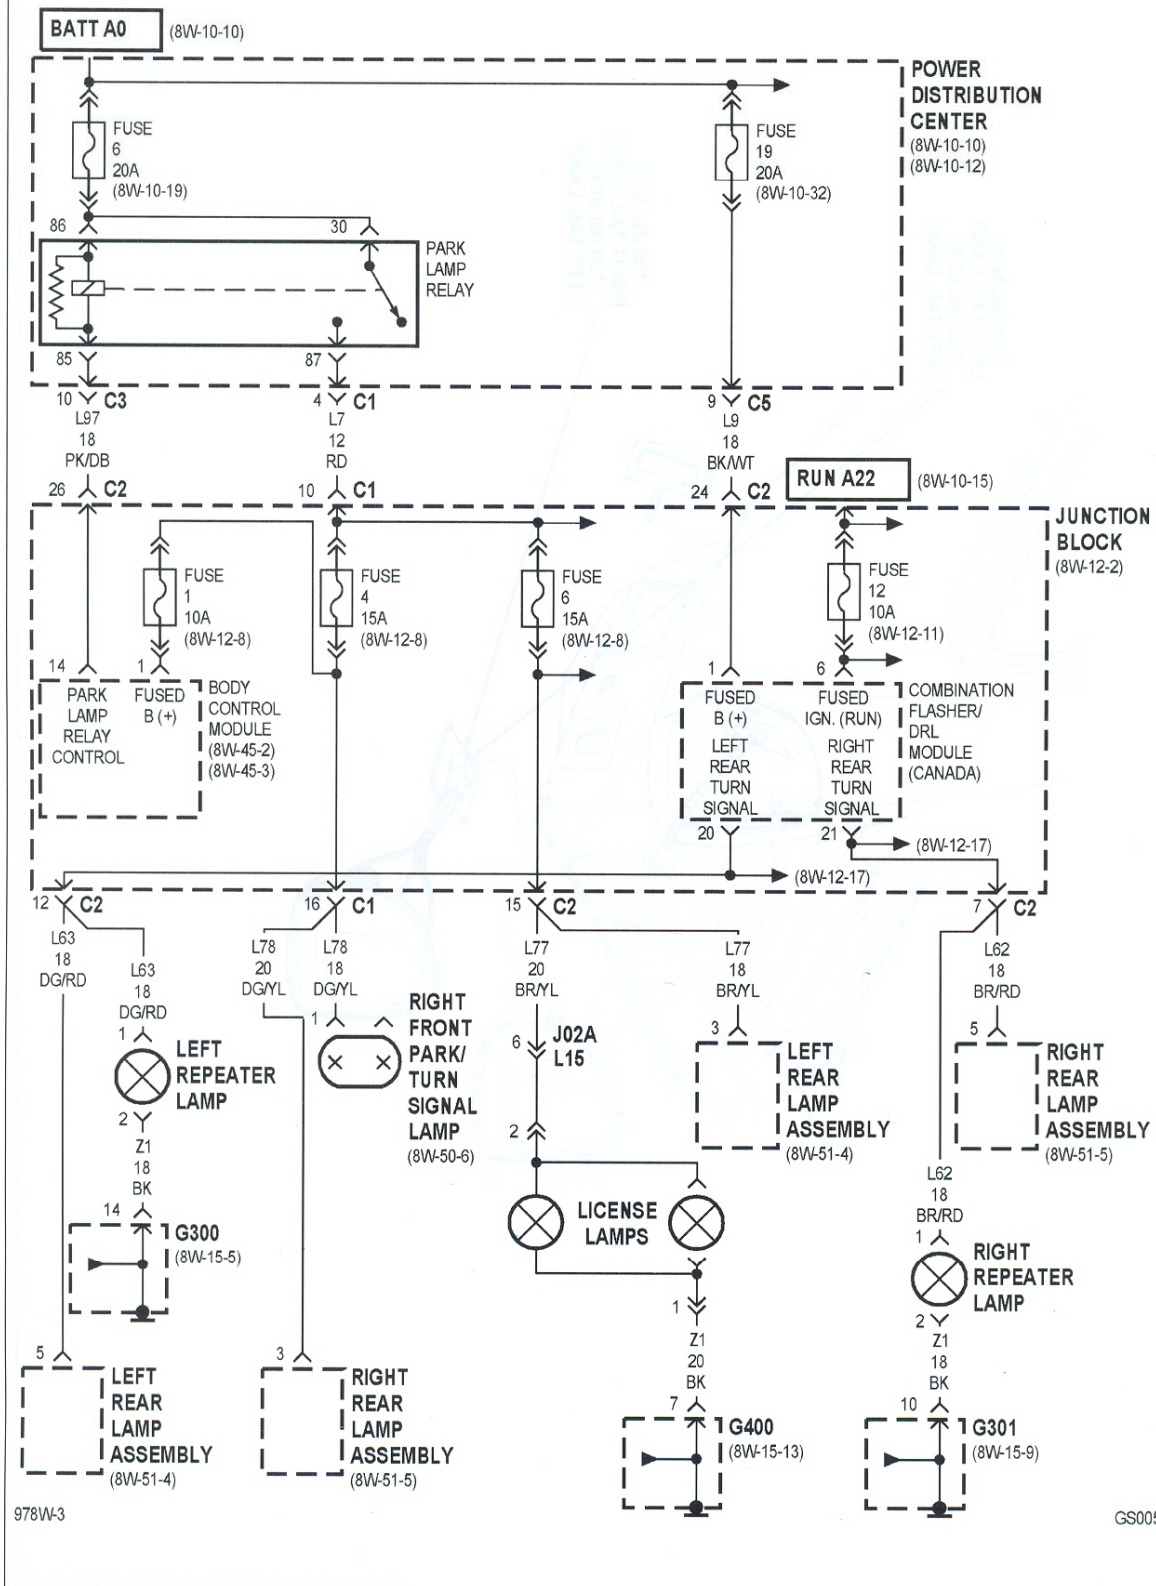 BATT A0
(8W-10-10)
POWER
DISTRIBUTION
CENTER
(8W-10-10)
(8W-10-12)
FUSE
6
20A
(8W-10-19)
FUSE
19
20A
(8W-10-32)
86
30
PARK
LAMP
RELAY
85
87
10
C3
4
C1
9
C5
L97
18
PK/DB
L7
12
RD
L9
18
BK/WT
26
C2
10
C1
24
C2
RUN A22
(8W-10-15)
JUNCTION
BLOCK
(8W-12-2)
FUSE
1
10A
(8W-12-8)
FUSE
4
15A
(8W-12-8)
FUSE
6
15A
(8W-12-8)
FUSE
12
10A
(8W-12-11)
14
1
1
6
PARK
LAMP
RELAY
CONTROL
FUSED
B (+)
BODY
CONTROL
MODULE
(8W-45-2)
(8W-45-3)
FUSED
B (+)
LEFT
REAR
TURN
SIGNAL
FUSED
IGN. (RUN)
RIGHT
REAR
TURN
SIGNAL
COMBINATION
FLASHER/
DRL
MODULE
(CANADA)
20
21
(8W-12-17)
(8W-12-17)
12
C2
16
C1
15
C2
7
C2
L63
18
DG/RD
L63
18
DG/RD
L78
20
DG/YL
L78
18
DG/YL
L77
20
BR/YL
L77
18
BR/YL
L62
18
BR/RD
1
LEFT
REPEATER
LAMP
2
Z1
18
BK
14
G300
(8W-15-5)
1
RIGHT
FRONT
PARK/
TURN
SIGNAL
LAMP
(8W-50-6)
6
J02A
L15
2
3
LEFT
REAR
LAMP
ASSEMBLY
(8W-51-4)
5
RIGHT
REAR
LAMP
ASSEMBLY
(8W-51-5)
LICENSE
LAMPS
L62
18
BR/RD
1
RIGHT
REPEATER
LAMP
2
Z1
18
BK
1
Z1
20
BK
5
LEFT
REAR
LAMP
ASSEMBLY
(8W-51-4)
3
RIGHT
REAR
LAMP
ASSEMBLY
(8W-51-5)
7
G400
(8W-15-13)
10
G301
(8W-15-9)
978W-3
GS005